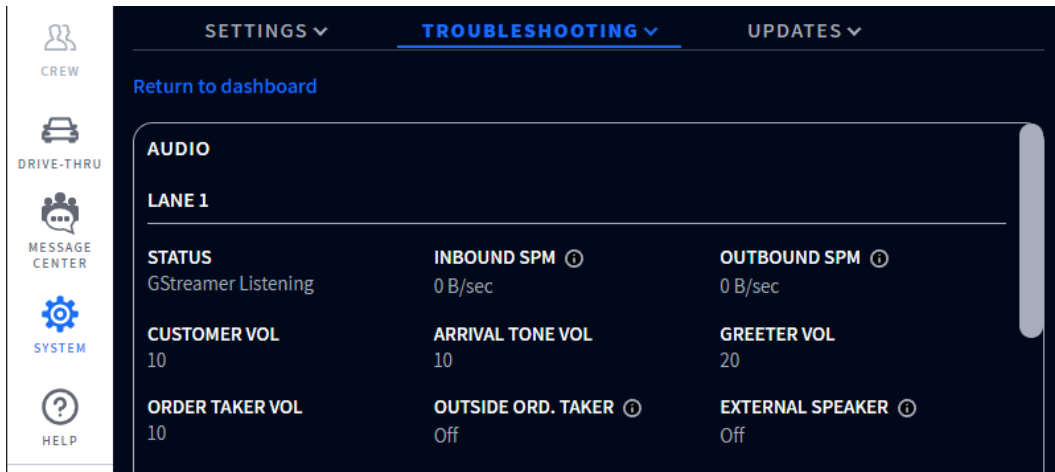 SETTINGS TROUBLESHOOTING UPDATES
CREW
Return to dashboard
DRIVE-THRU
MESSAGE
CENTER
SYSTEM
HELP
AUDIO
LANE 1
STATUS INBOUND SPM OUTBOUND SPM
GStreamer Listening 0 B/sec 0 B/sec
CUSTOMER VOL ARRIVAL TONE VOL GREETER VOL
10 10 20
ORDER TAKER VOL OUTSIDE ORD. TAKER EXTERNAL SPEAKER
10 Off Off